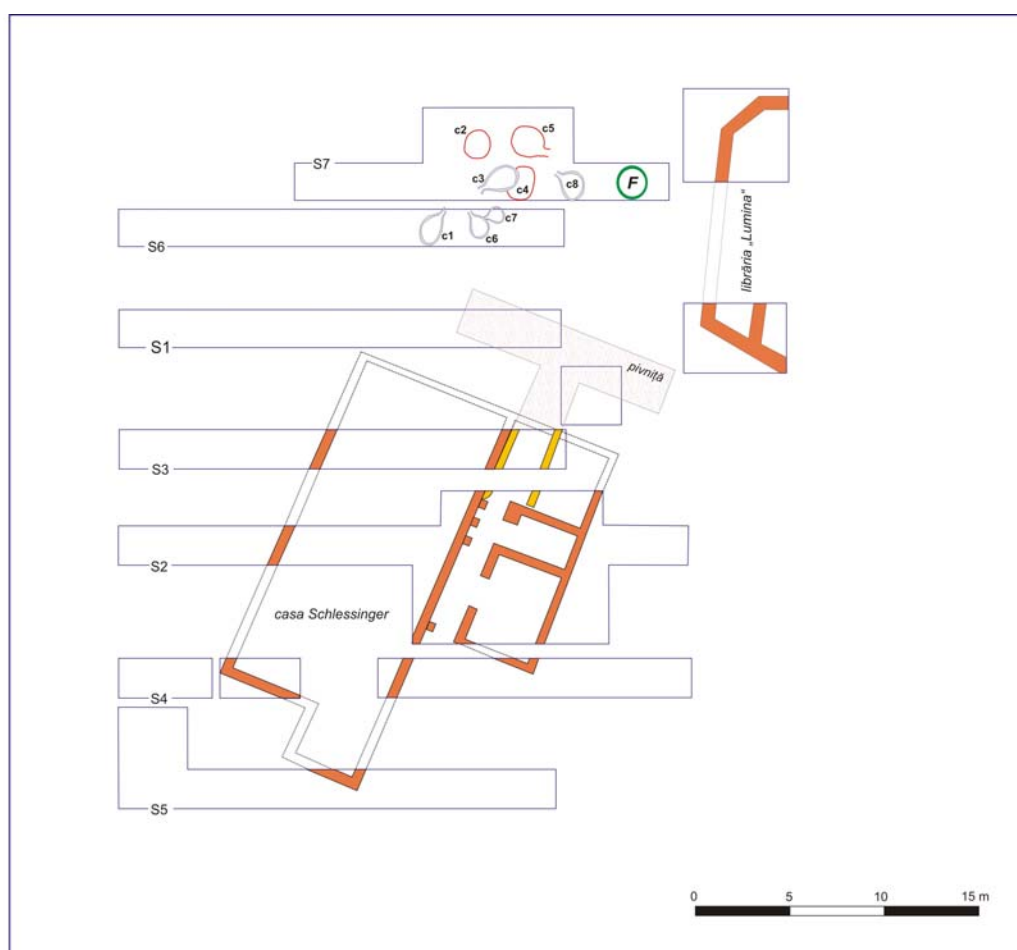 c2
c5
S7
c3
c4
c8
F
c7
c1
c6
S6
librăria „Lumina“
S1
pivniță
S3
S2
casa Schlessinger
S4
S5
0 5 10 15 m